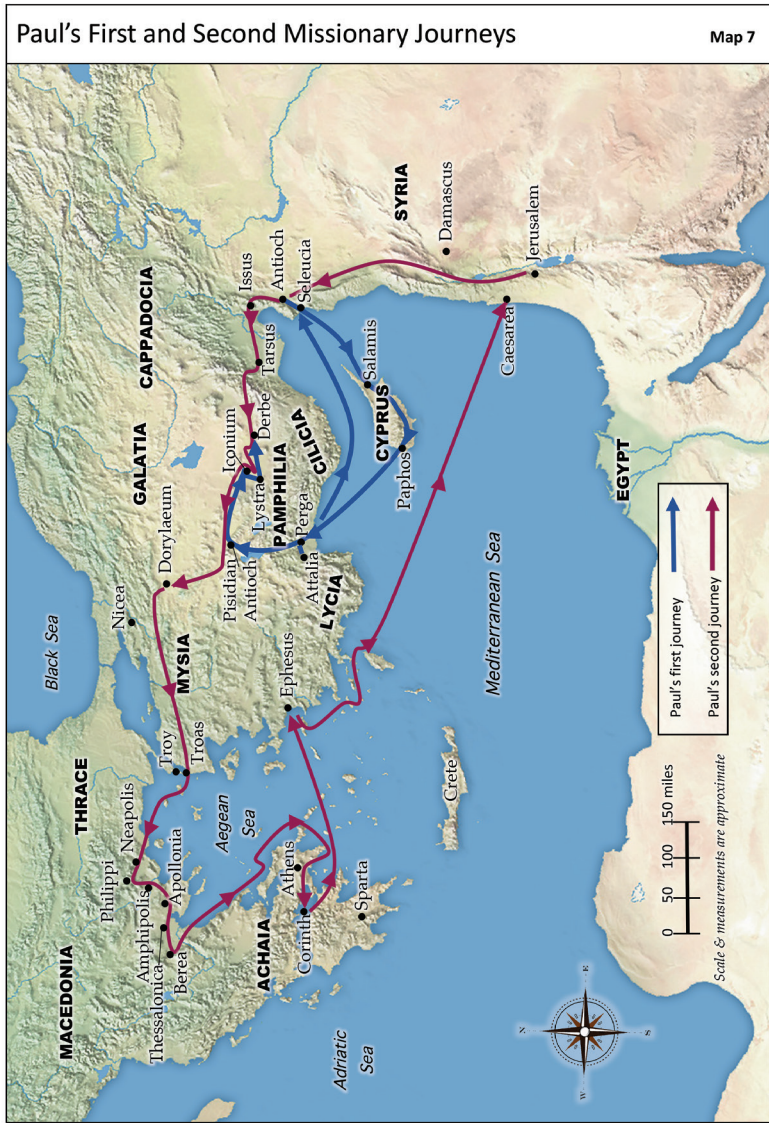 Paul's First and Second Missionary Journeys
Map 7
Black Sea
MACEDONIA
THRACE
Philippi
Neapolis
Amphipolis
Apollonia
Thessalonica
Berea
Troy
Troas
Aegean
Sea
Nicea
MYSIA
Dorylaeum
GALATIA
CAPPADOCIA
Pisidian
Antioch
Iconium
Lystra
Derbe
Tarsus
Issus
Antioch
Seleucia
PAMPHILIA
CILICIA
Perga
Attalia
LYCIA
Ephesus
ACHAIA
Athens
Corinth
Sparta
Adriatic
Sea
Crete
Salamis
CYPRUS
Paphos
SYRIA
Damascus
Mediterranean Sea
Caesarea
Jerusalem
EGYPT
Paul's first journey
Paul's second journey
0 50 100 150 miles
Scale & measurements are approximate
N
E
S
W